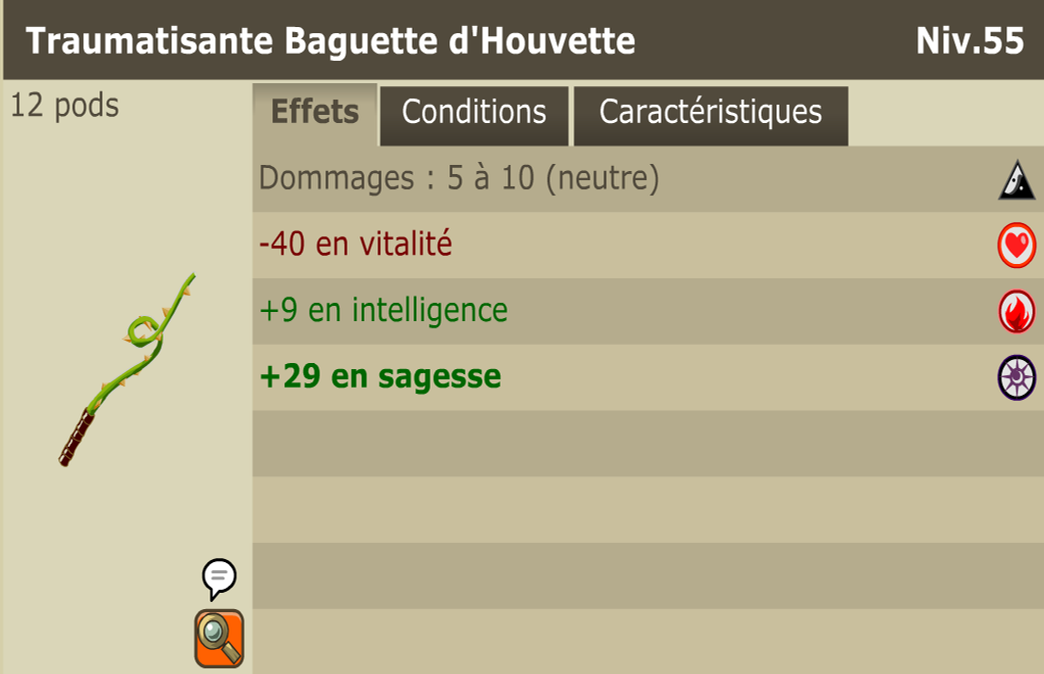 Traumatisante Baguette d'Houvette Niv.55
12 pods
Effets Conditions Caractéristiques
Dommages : 5 à 10 (neutre)
-40 en vitalité
+9 en intelligence
+29 en sagesse